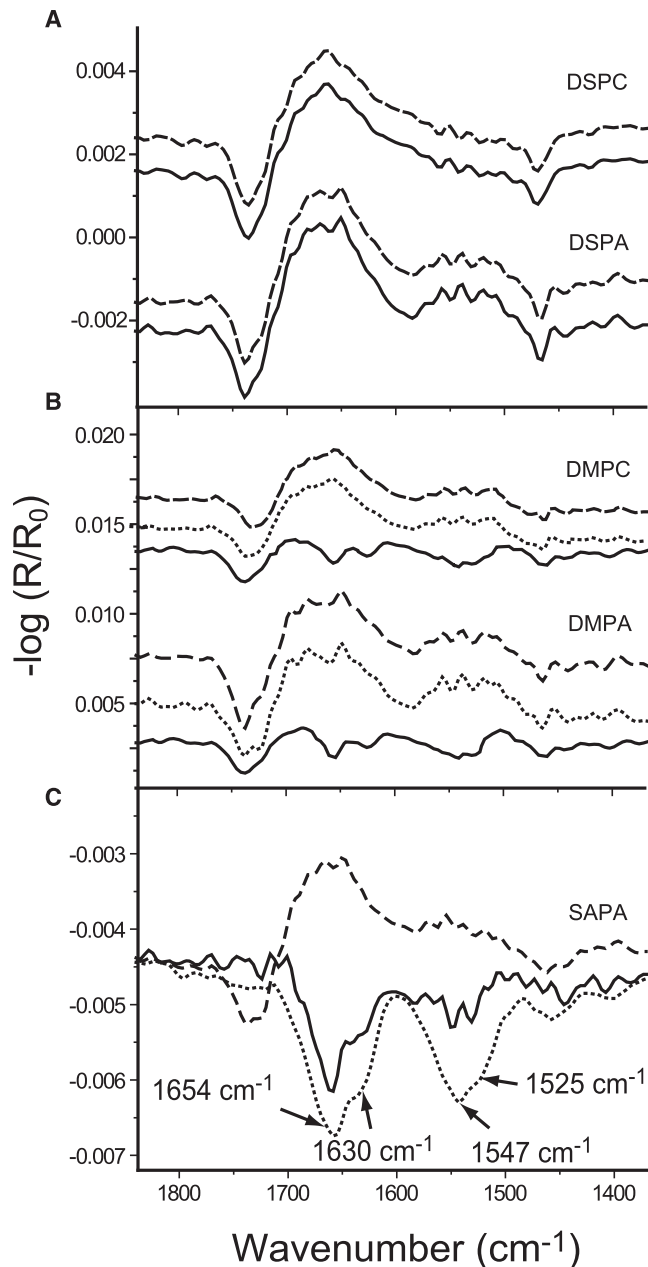 A
0.004
DSPC
0.002
0.000
DSPA
-0.002
B
0.020
DMPC
0.015
-log (R/R0)
0.010
DMPA
0.005
C
-0.003
SAPA
-0.004
-0.005
-0.006
1654 cm-1
1525 cm-1
1630 cm-1
1547 cm-1
-0.007
1800 1700 1600 1500 1400
Wavenumber (cm-1)